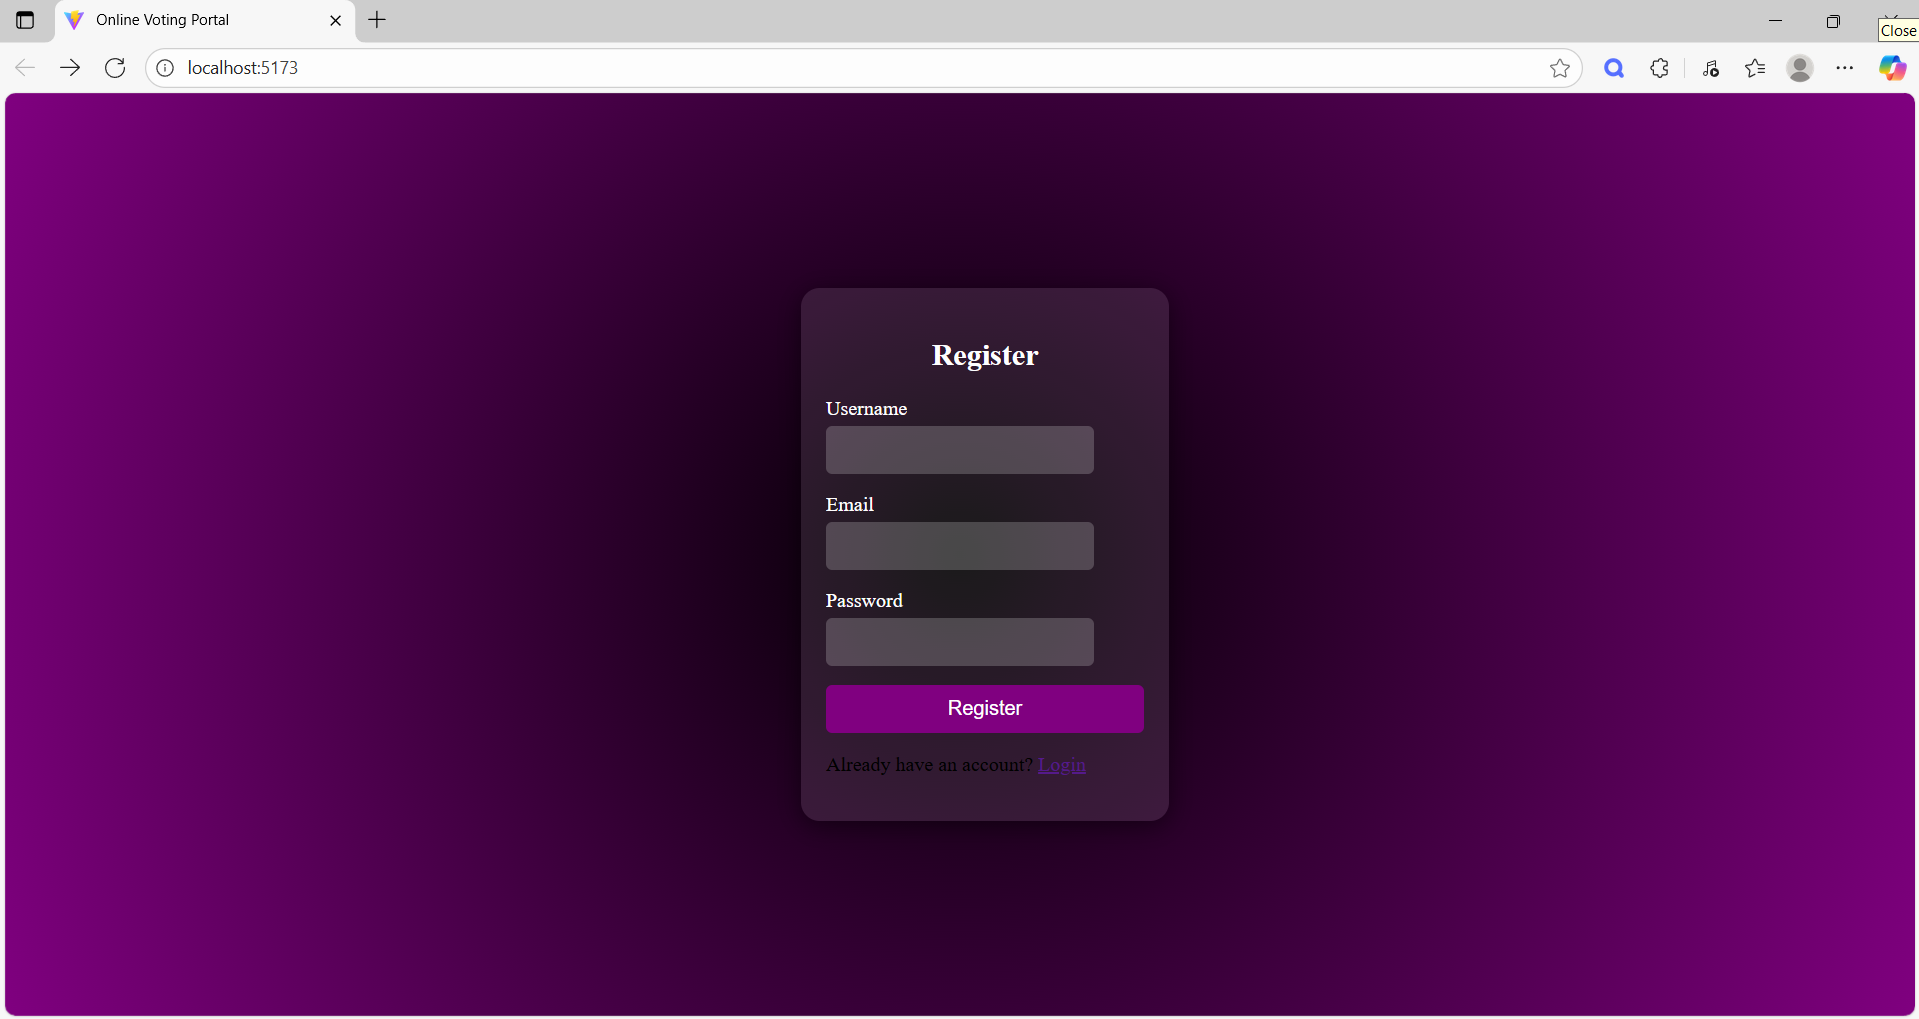 Online Voting Portal
Close
localhost:5173
Register
Username
Email
Password
Register
Already have an account? Login